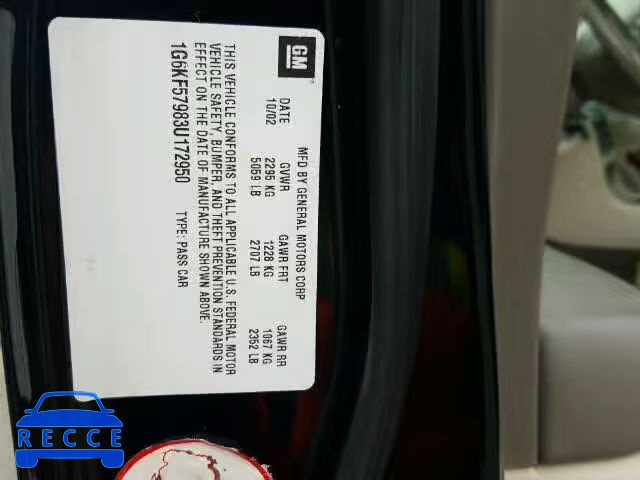 GM
MFD BY GENERAL MOTORS CORP
DATE GVWR GAWR FRT GAWR RR
10/02 2295 KG 1228 KG 1067 KG
5059 LB 2707 LB 2352 LB
THIS VEHICLE CONFORMS TO ALL APPLICABLE U.S. FEDERAL MOTOR
VEHICLE SAFETY, BUMPER, AND THEFT PREVENTION STANDARDS IN
EFFECT ON THE DATE OF MANUFACTURE SHOWN ABOVE.
1G6KF57983U172950 TYPE: PASS CAR
RECCE